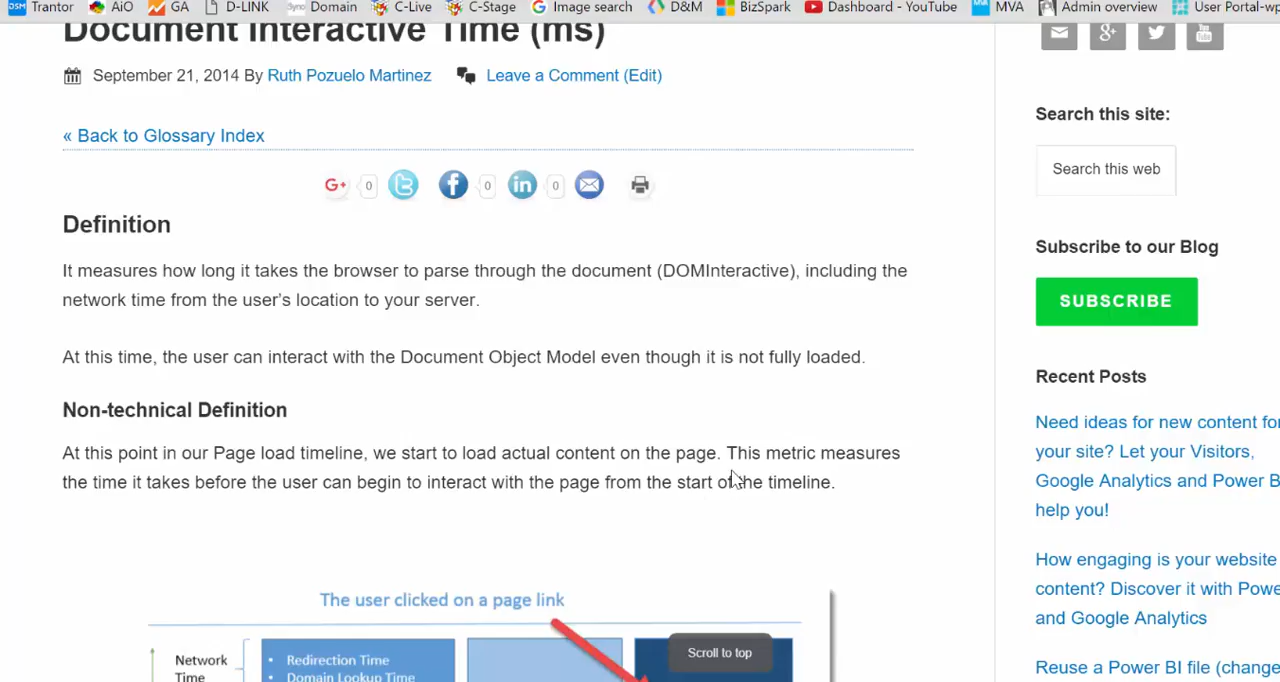 Trantor AiO GA D-LINK Domain C-Live C-Stage Image search D&M BizSpark Dashboard - YouTube MVA Admin overview User Portal-wp
Document Interactive Time (ms)
September 21, 2014 By Ruth Pozuelo Martinez Leave a Comment (Edit)
« Back to Glossary Index
G+ 0 0 in 0
Definition
It measures how long it takes the browser to parse through the document (DOMInteractive), including the
network time from the user's location to your server.
At this time, the user can interact with the Document Object Model even though it is not fully loaded.
Non-technical Definition
At this point in our Page load timeline, we start to load actual content on the page. This metric measures
the time it takes before the user can begin to interact with the page from the start of the timeline.
The user clicked on a page link
Network
Time
• Redirection Time
• Domain Lookup Time
Scroll to top
Search this site:
Search this web
Subscribe to our Blog
SUBSCRIBE
Recent Posts
Need ideas for new content for
your site? Let your Visitors,
Google Analytics and Power B
help you!
How engaging is your website
content? Discover it with Powe
and Google Analytics
Reuse a Power BI file (change